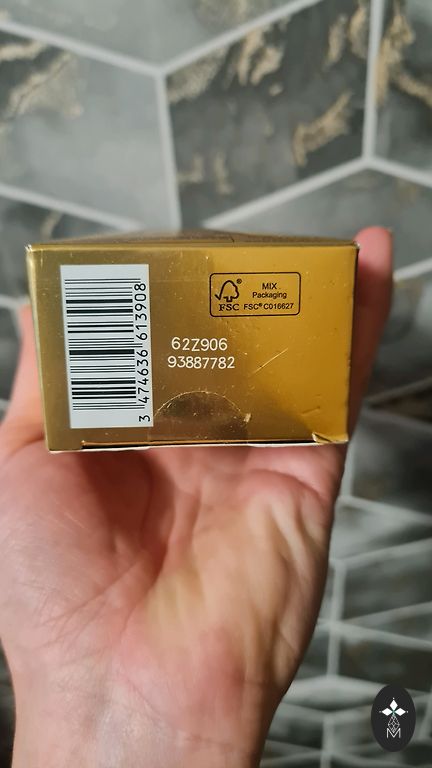 3 474636 613908
FSC®
MIX
Packaging
FSC® C016627
62Z906
93887782
M